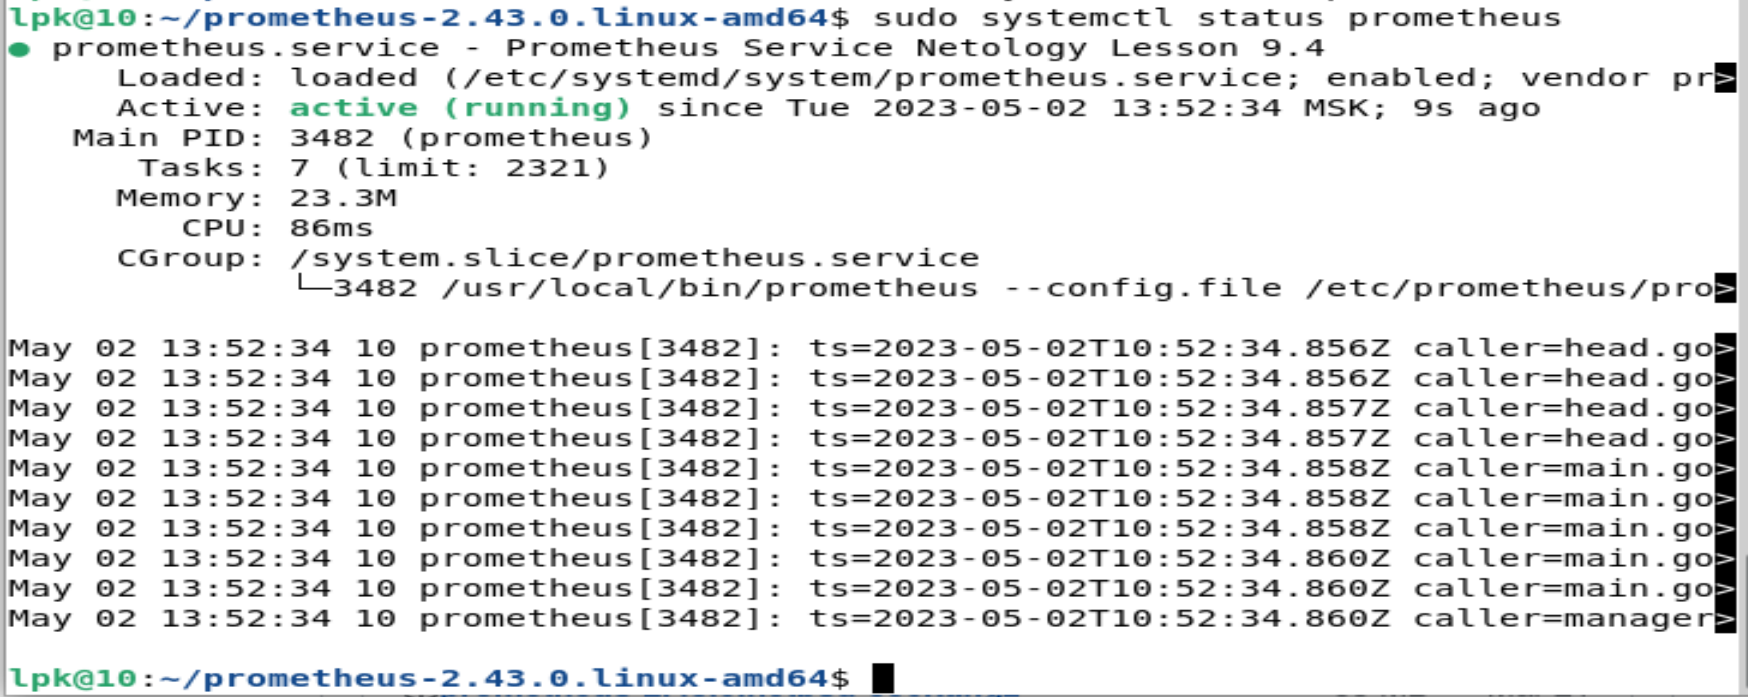 lpk@10:~/prometheus-2.43.0.linux-amd64$ sudo systemctl status prometheus
● prometheus.service - Prometheus Service Netology Lesson 9.4
     Loaded: loaded (/etc/systemd/system/prometheus.service; enabled; vendor pr>
     Active: active (running) since Tue 2023-05-02 13:52:34 MSK; 9s ago
   Main PID: 3482 (prometheus)
      Tasks: 7 (limit: 2321)
     Memory: 23.3M
        CPU: 86ms
     CGroup: /system.slice/prometheus.service
             └─3482 /usr/local/bin/prometheus --config.file /etc/prometheus/pro>
May 02 13:52:34 10 prometheus[3482]: ts=2023-05-02T10:52:34.856Z caller=head.go>
May 02 13:52:34 10 prometheus[3482]: ts=2023-05-02T10:52:34.856Z caller=head.go>
May 02 13:52:34 10 prometheus[3482]: ts=2023-05-02T10:52:34.857Z caller=head.go>
May 02 13:52:34 10 prometheus[3482]: ts=2023-05-02T10:52:34.857Z caller=head.go>
May 02 13:52:34 10 prometheus[3482]: ts=2023-05-02T10:52:34.858Z caller=main.go>
May 02 13:52:34 10 prometheus[3482]: ts=2023-05-02T10:52:34.858Z caller=main.go>
May 02 13:52:34 10 prometheus[3482]: ts=2023-05-02T10:52:34.858Z caller=main.go>
May 02 13:52:34 10 prometheus[3482]: ts=2023-05-02T10:52:34.860Z caller=main.go>
May 02 13:52:34 10 prometheus[3482]: ts=2023-05-02T10:52:34.860Z caller=main.go>
May 02 13:52:34 10 prometheus[3482]: ts=2023-05-02T10:52:34.860Z caller=manager>
lpk@10:~/prometheus-2.43.0.linux-amd64$